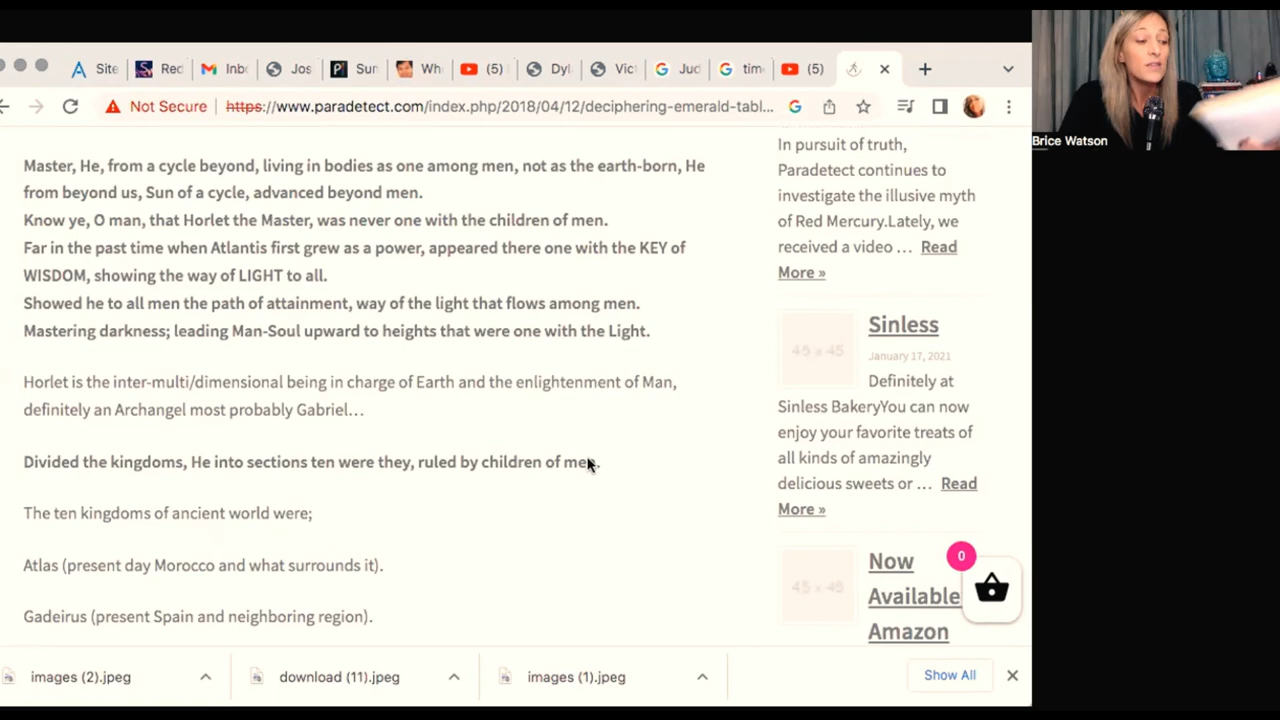 Site
Red
Inb
Jos
Sur
Wh
(5)
Dyl
Vic
Jud
tim
(5)
Not Secure
https://www.paradetect.com/index.php/2018/04/12/deciphering-emerald-tabl...
Brice Watson
Master, He, from a cycle beyond, living in bodies as one among men, not as the earth-born, He
from beyond us, Sun of a cycle, advanced beyond men.
Know ye, O man, that Horlet the Master, was never one with the children of men.
Far in the past time when Atlantis first grew as a power, appeared there one with the KEY of
WISDOM, showing the way of LIGHT to all.
Showed he to all men the path of attainment, way of the light that flows among men.
Mastering darkness; leading Man-Soul upward to heights that were one with the Light.
Horlet is the inter-multi/dimensional being in charge of Earth and the enlightenment of Man,
definitely an Archangel most probably Gabriel…
Divided the kingdoms, He into sections ten were they, ruled by children of men.
The ten kingdoms of ancient world were;
Atlas (present day Morocco and what surrounds it).
Gadeirus (present Spain and neighboring region).
In pursuit of truth,
Paradetect continues to
investigate the illusive myth
of Red Mercury.Lately, we
received a video … Read
More »
45 x 45
Sinless
January 17, 2021
Definitely at
Sinless BakeryYou can now
enjoy your favorite treats of
all kinds of amazingly
delicious sweets or … Read
More »
45 x 45
Now
Available
Amazon
0
images (2).jpeg
download (11).jpeg
images (1).jpeg
Show All